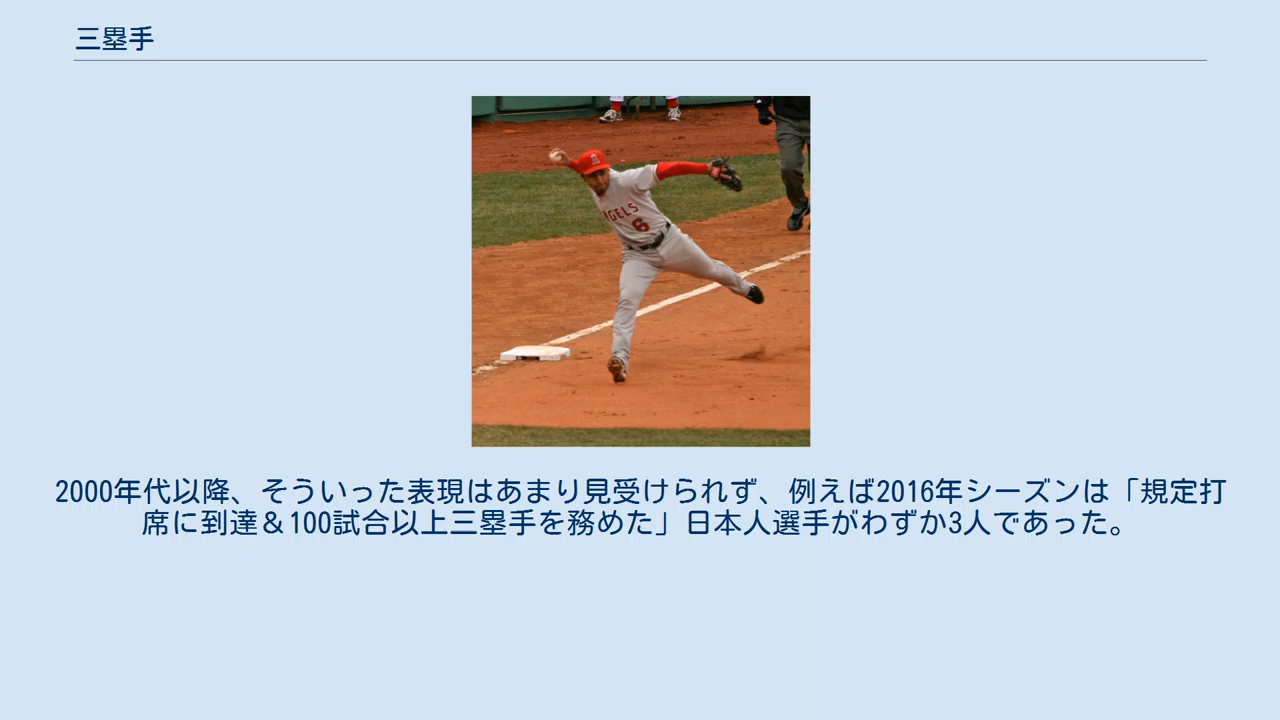 三塁手
ANGELS
6
2000年代以降、そういった表現はあまり見受けられず、例えば2016年シーズンは「規定打
席に到達＆100試合以上三塁手を務めた」日本人選手がわずか3人であった。